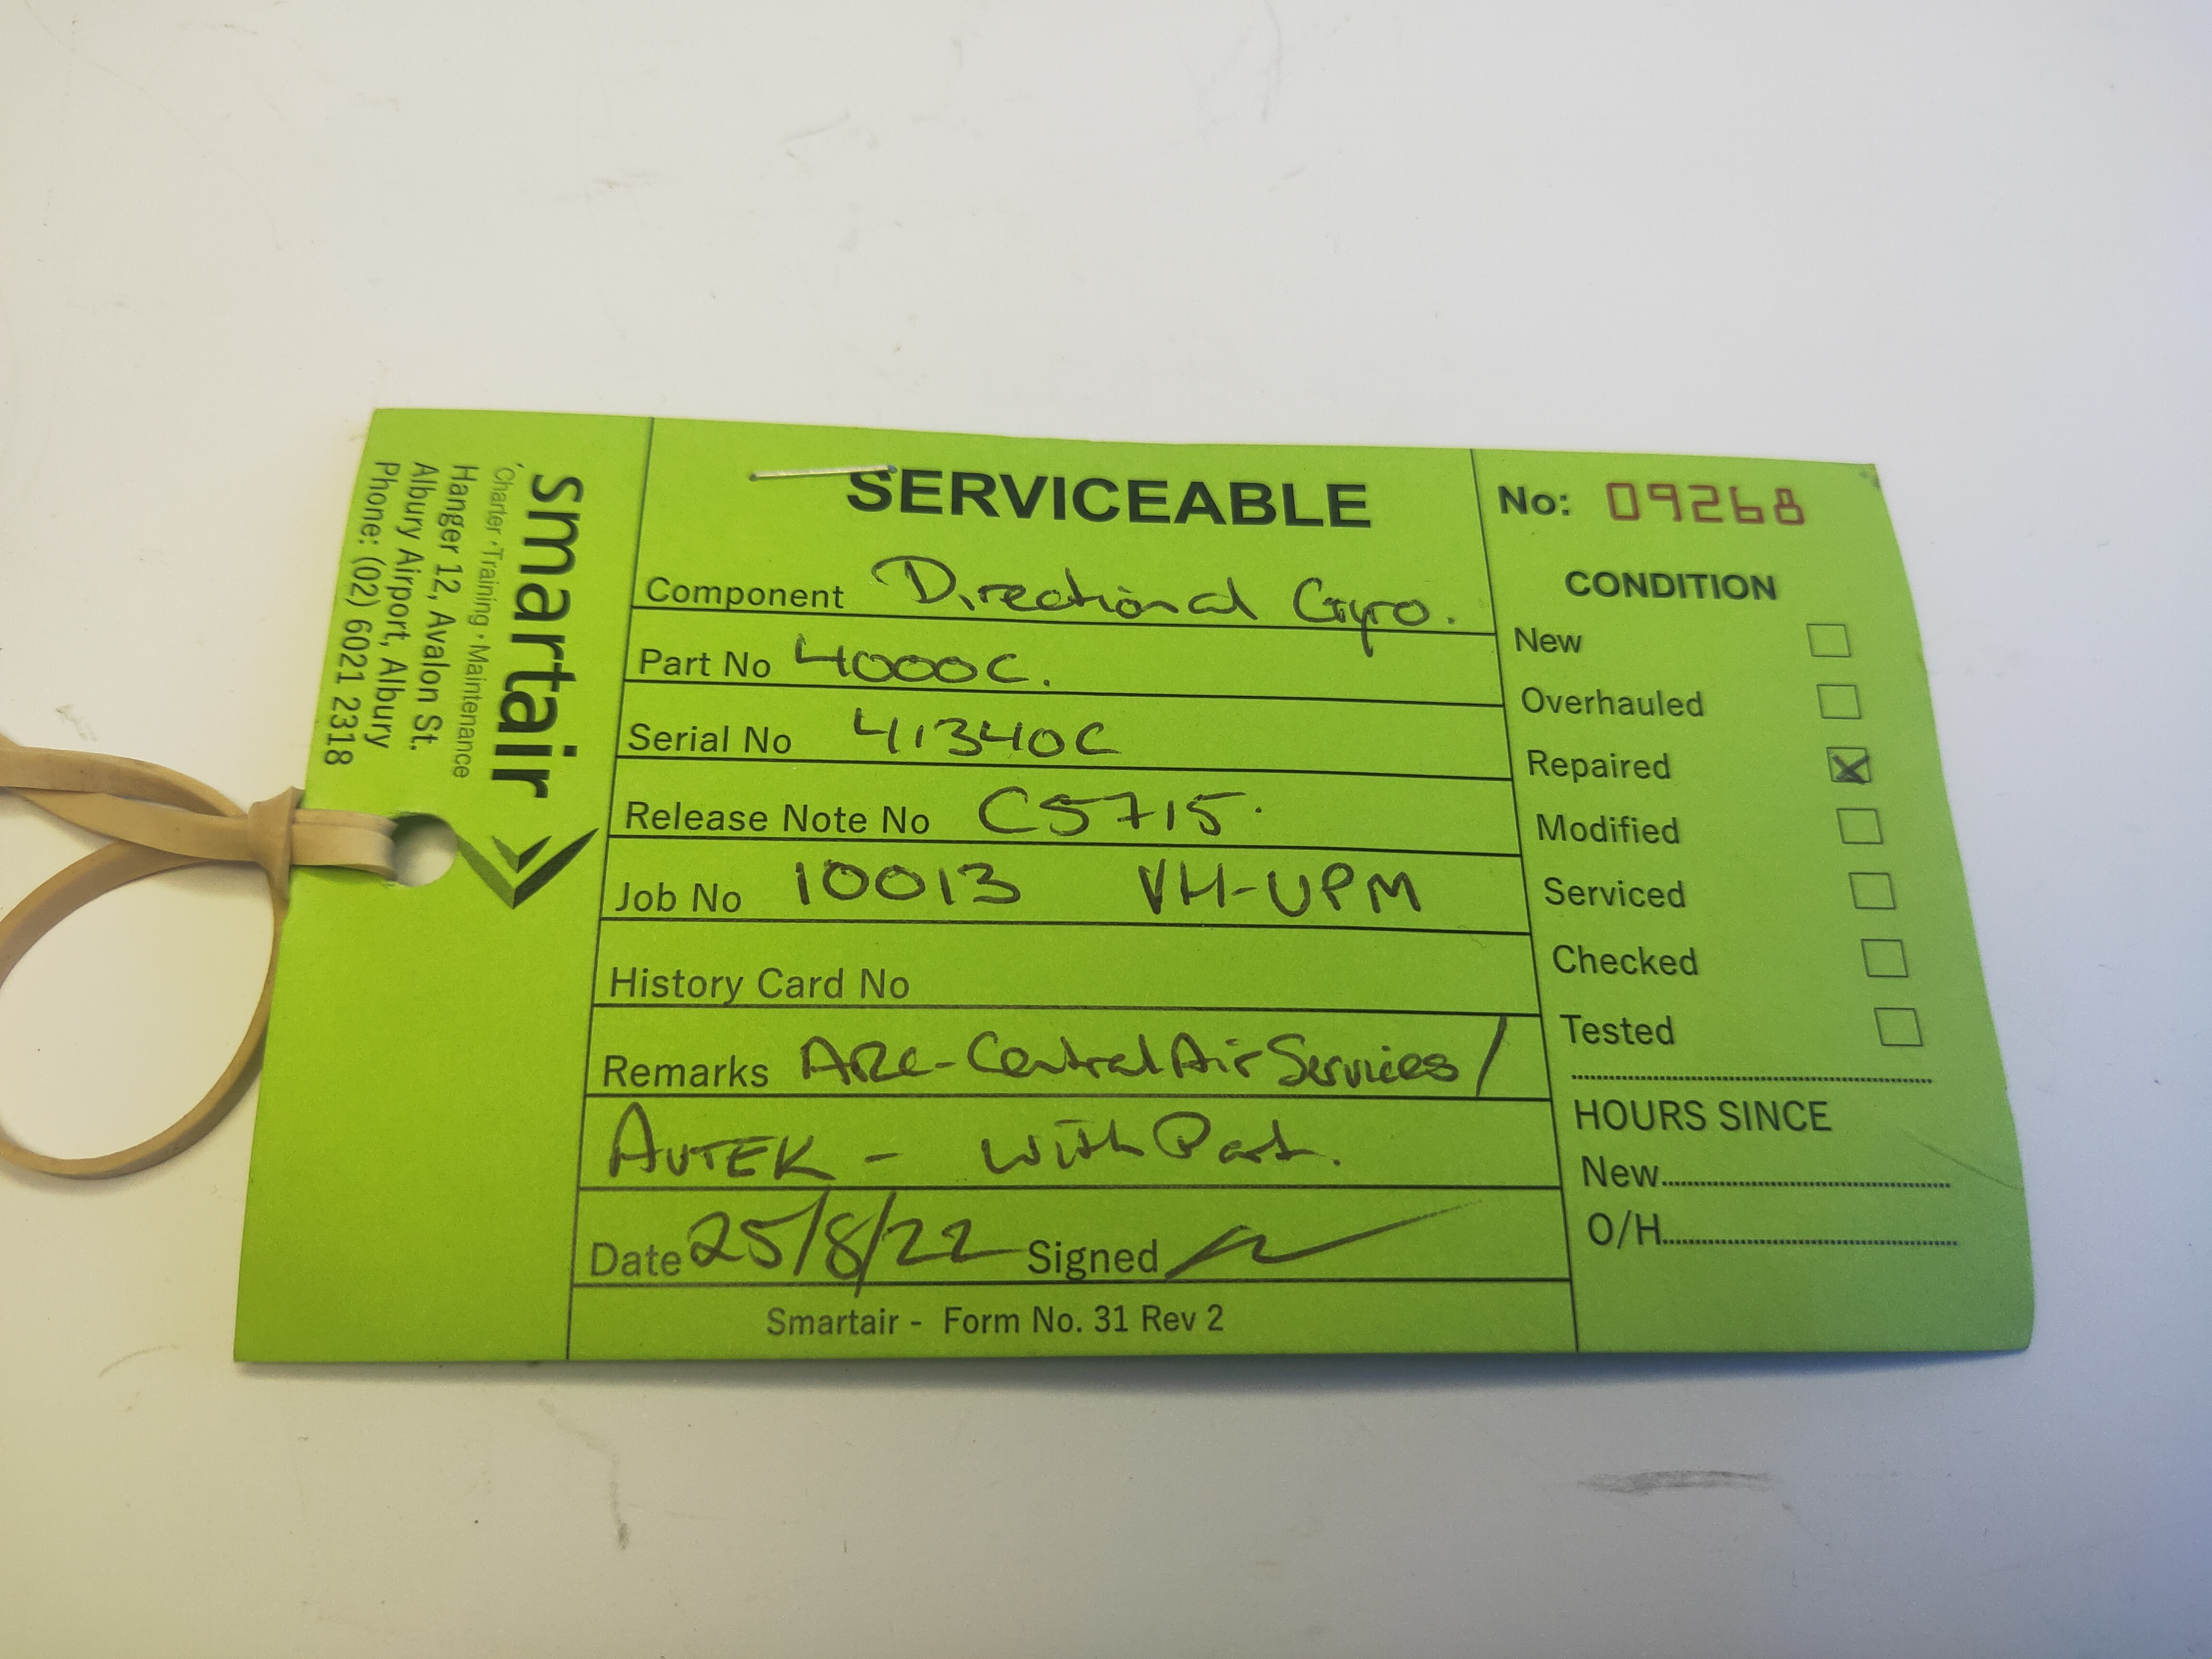 smartair
Charter · Training · Maintenance
Hanger 12, Avalon St.
Albury Airport, Albury
Phone: (02) 6021 2318
SERVICEABLE
Component Directional Gyro.
Part No 4000C.
Serial No 41340C
Release Note No C5715.
Job No 10013 VH-UPM
History Card No
Remarks ARC-Central Air Services/
AVTEK - with Part.
Date 25/8/22 Signed
Smartair - Form No. 31 Rev 2
No: 09268
CONDITION
New
Overhauled
Repaired
Modified
Serviced
Checked
Tested
HOURS SINCE
New
O/H